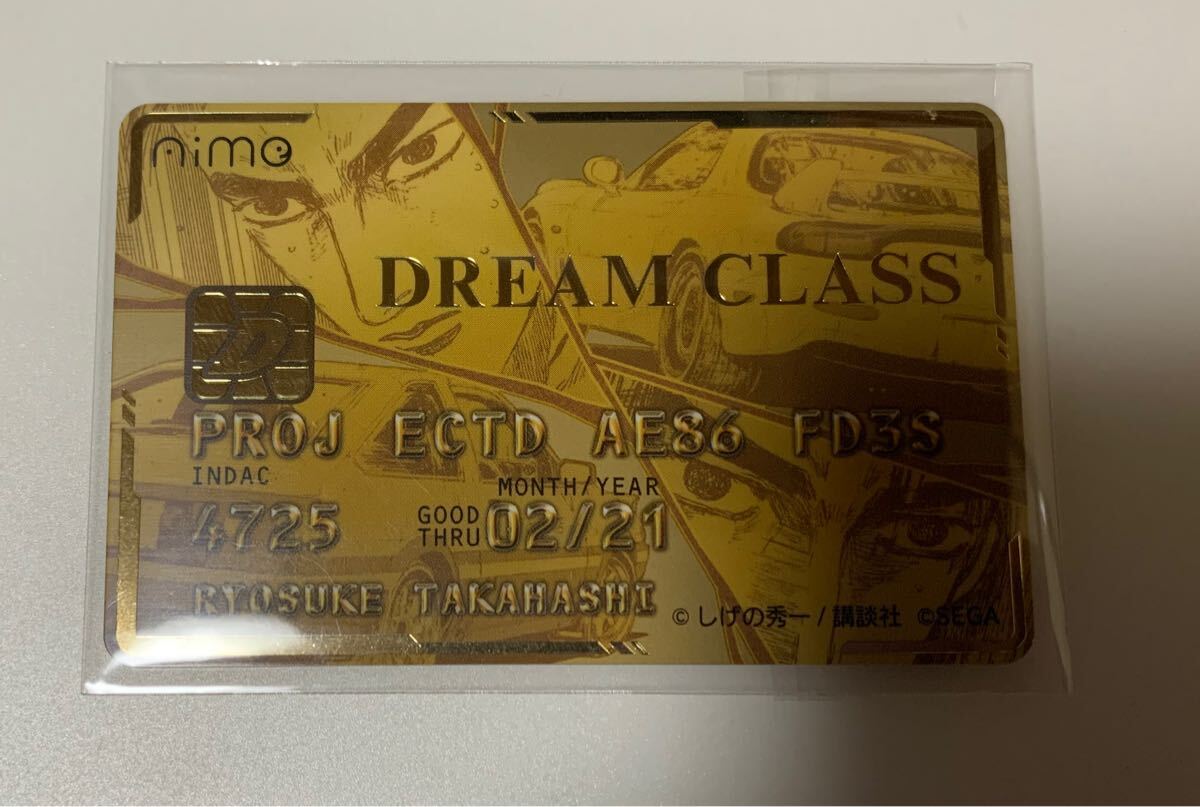 Aime
DREAM CLASS
D
PROJ ECTD AE86 FD3S
INDAC
MONTH/YEAR
4725 GOOD THRU 02/21
RYOSUKE TAKAHASHI
© しげの秀一/講談社 ©SEGA